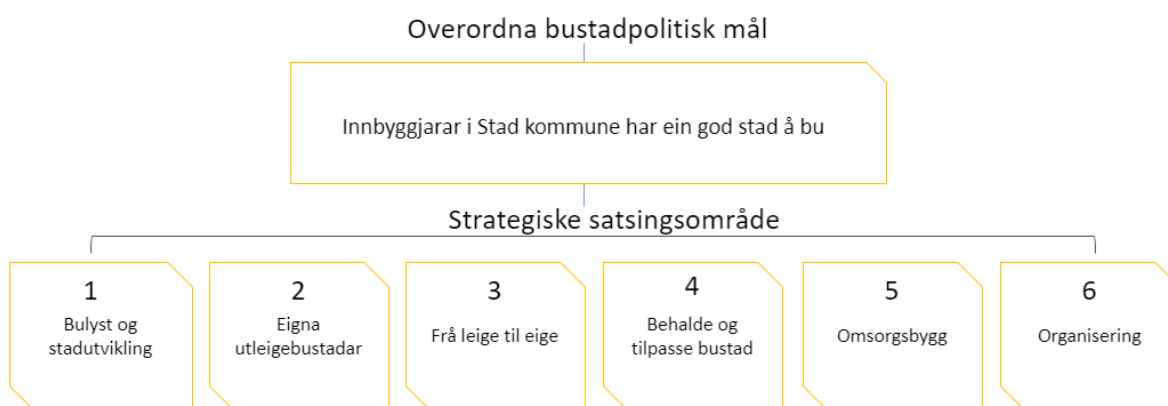 Overordna bustadpolitisk mål
Innbyggjarar i Stad kommune har ein god stad å bu
Strategiske satsingsområde
1
Bulyst og
stadutvikling
2
Eigna
utleigebustadar
3
Frå leige til eige
4
Behalde og
tilpasse bustad
5
Omsorgsbygg
6
Organisering